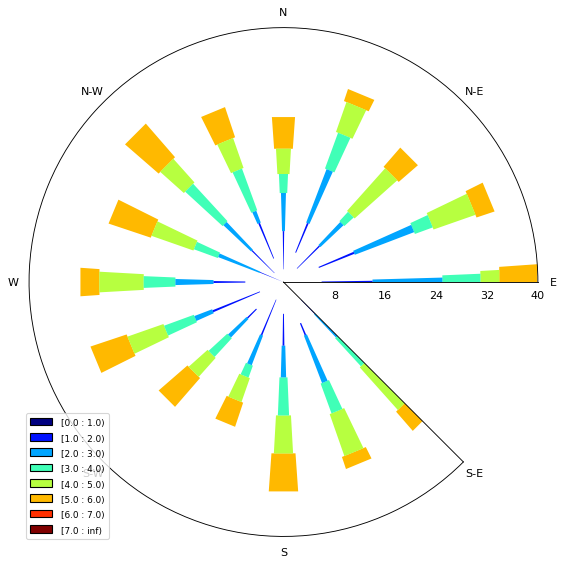 N
N-W
N-E
W
E
8 16 24 32 40
[0.0 : 1.0)
[1.0 : 2.0)
[2.0 : 3.0)
[3.0 : 4.0)
[4.0 : 5.0)
[5.0 : 6.0)
[6.0 : 7.0)
[7.0 : inf)
S-W
S-E
S